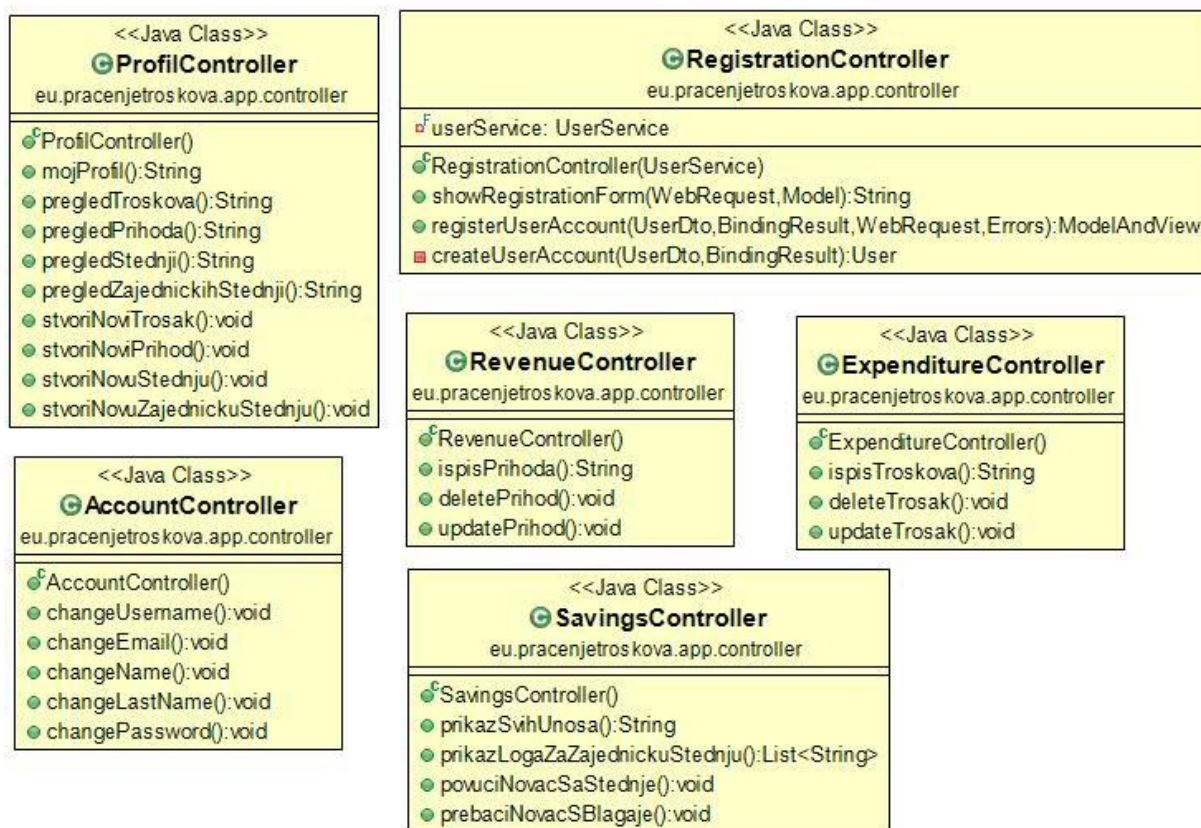 <<Java Class>>
ProfilController
eu.pracenjetroskova.app.controller
ProfilController()
mojProfil():String
pregledTroskova():String
pregledPrihoda():String
pregledStednji():String
pregledZajednickihStednji():String
stvoriNoviTrosak():void
stvoriNoviPrihod():void
stvoriNovuStednju():void
stvoriNovuZajednickuStednju():void
<<Java Class>>
RegistrationController
eu.pracenjetroskova.app.controller
userService: UserService
RegistrationController(UserService)
showRegistrationForm(WebRequest,Model):String
registerUserAccount(UserDto,BindingResult,WebRequest,Errors):ModelAndView
createUserAccount(UserDto,BindingResult):User
<<Java Class>>
RevenueController
eu.pracenjetroskova.app.controller
RevenueController()
ispisPrihoda():String
deletePrihod():void
updatePrihod():void
<<Java Class>>
ExpenditureController
eu.pracenjetroskova.app.controller
ExpenditureController()
ispisTroskova():String
deleteTrosak():void
updateTrosak():void
<<Java Class>>
AccountController
eu.pracenjetroskova.app.controller
AccountController()
changeUsername():void
changeEmail():void
changeName():void
changeLastName():void
changePassword():void
<<Java Class>>
SavingsController
eu.pracenjetroskova.app.controller
SavingsController()
prikazSvihUnosa():String
prikazLogaZaZajednickuStednju():List<String>
povuciNovacSaStednje():void
prebaciNovacSBlagaje():void